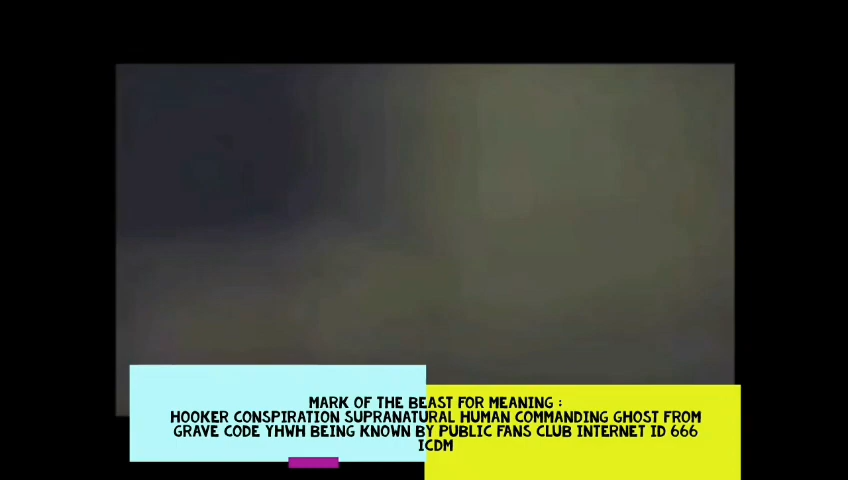 MARK OF THE BEAST FOR MEANING :
HOOKER CONSPIRATION SUPRANATURAL HUMAN COMMANDING GHOST FROM
GRAVE CODE YHWH BEING KNOWN BY PUBLIC FANS CLUB INTERNET ID 666
ICDM